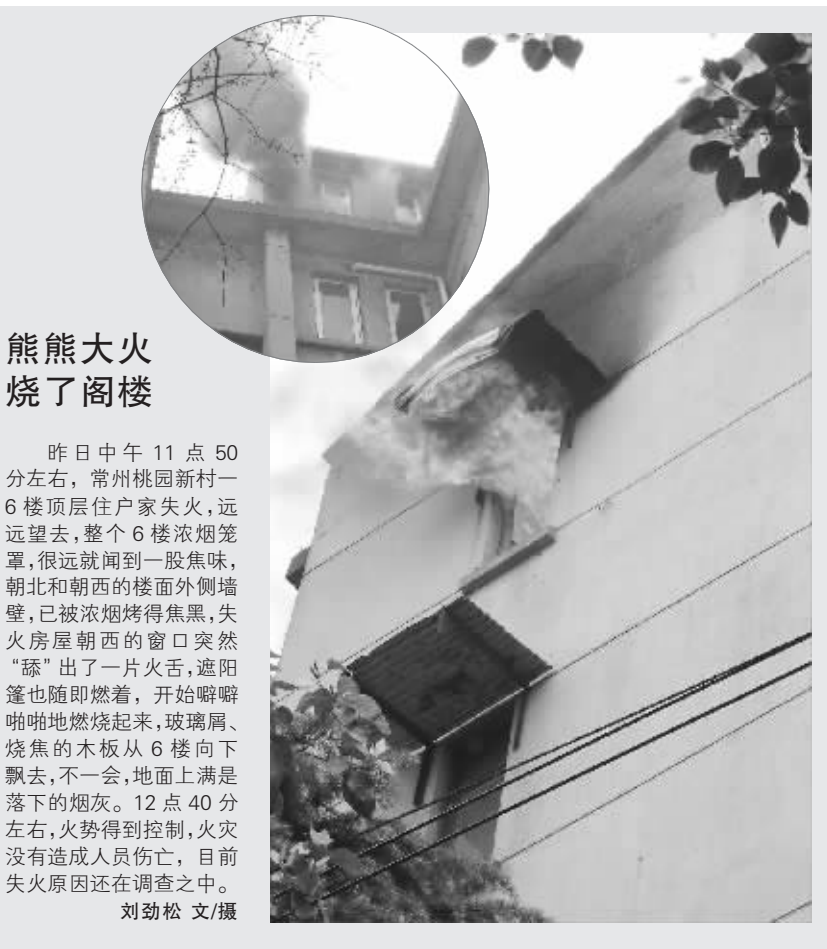 熊熊大火
烧了阁楼
昨日中午 11 点 50
分左右，常州桃园新村一
6 楼顶层住户家失火，远
远望去，整个 6 楼浓烟笼
罩，很远就闻到一股焦味，
朝北和朝西的楼面外侧墙
壁，已被浓烟烤得焦黑，失
火房屋朝西的窗口突然
“舔”出了一片火舌，遮阳
篷也随即燃着，开始噼噼
啪啪地燃烧起来，玻璃屑、
烧焦的木板从 6 楼向下
飘去，不一会，地面上满是
落下的烟灰。12 点 40 分
左右，火势得到控制，火灾
没有造成人员伤亡，目前
失火原因还在调查之中。
刘劲松 文/摄